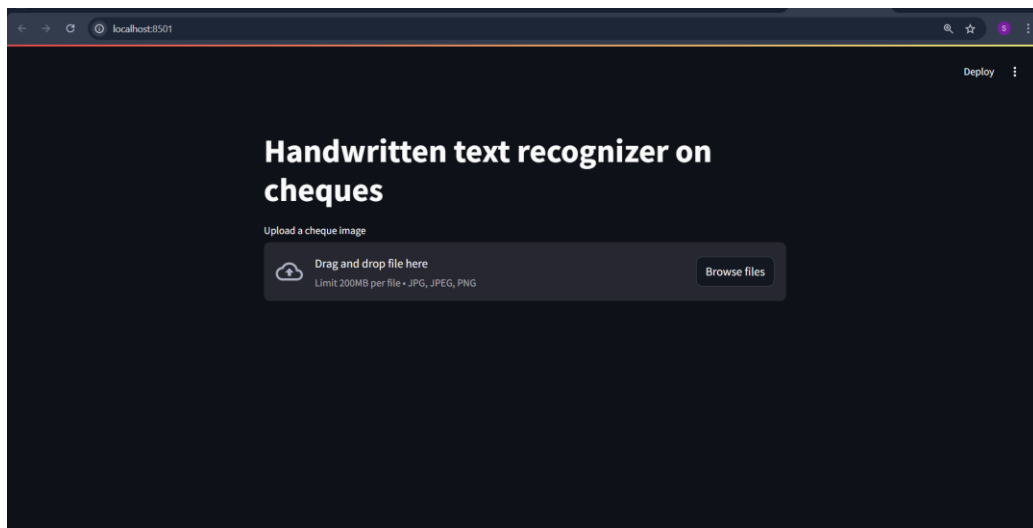 localhost:8501
S
Deploy
Handwritten text recognizer on
cheques
Upload a cheque image
Drag and drop file here
Limit 200MB per file • JPG, JPEG, PNG
Browse files